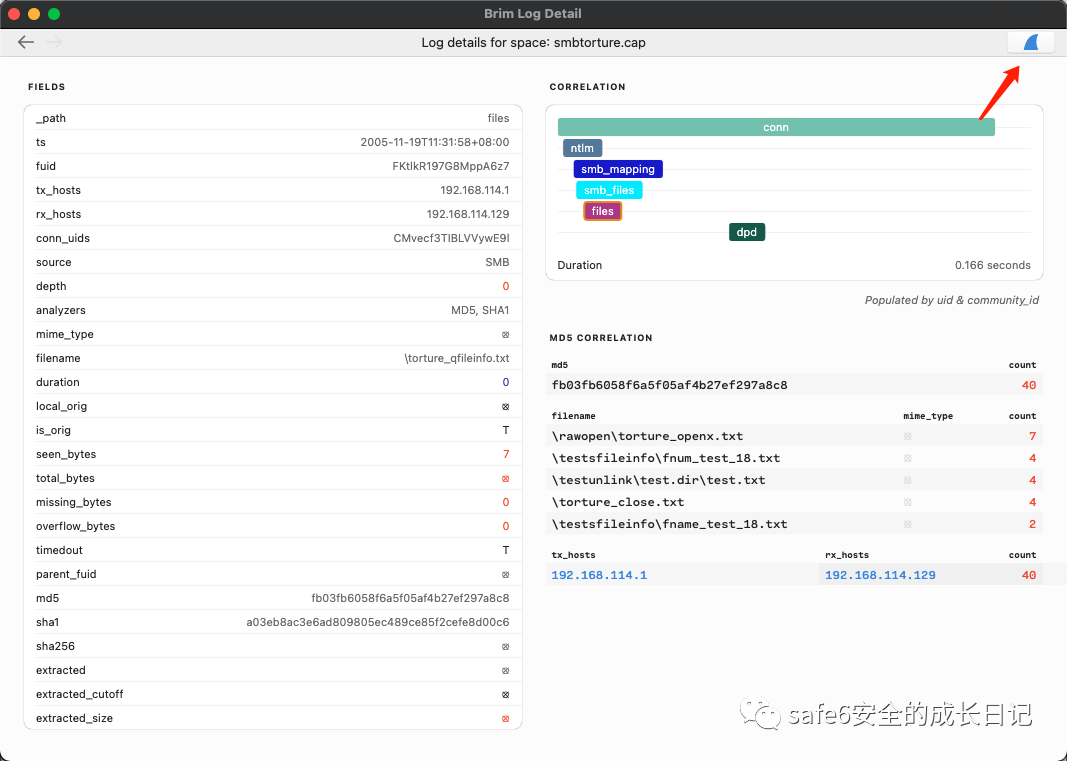 Brim Log Detail
Log details for space: smbtorture.cap
FIELDS
_path files
ts 2005-11-19T11:31:58+08:00
fuid FKtIkR197G8MppA6z7
tx_hosts 192.168.114.1
rx_hosts 192.168.114.129
conn_uids CMvecf3TIBLVVywE9l
source SMB
depth 0
analyzers MD5, SHA1
mime_type
filename \torture_qfileinfo.txt
duration 0
local_orig
is_orig T
seen_bytes 7
total_bytes
missing_bytes 0
overflow_bytes 0
timedout T
parent_fuid
md5 fb03fb6058f6a5f05af4b27ef297a8c8
sha1 a03eb8ac3e6ad809805ec489ce85f2cefe8d00c6
sha256
extracted
extracted_cutoff
extracted_size
CORRELATION
conn
ntlm
smb_mapping
smb_files
files
dpd
Duration 0.166 seconds
Populated by uid & community_id
MD5 CORRELATION
md5 count
fb03fb6058f6a5f05af4b27ef297a8c8 40
filename mime_type count
\rawopen\torture_openx.txt 7
\testsfileinfo\fnum_test_18.txt 4
\testunlink\test.dir\test.txt 4
\torture_close.txt 4
\testsfileinfo\fname_test_18.txt 2
tx_hosts rx_hosts count
192.168.114.1 192.168.114.129 40
safe6安全的成长日记